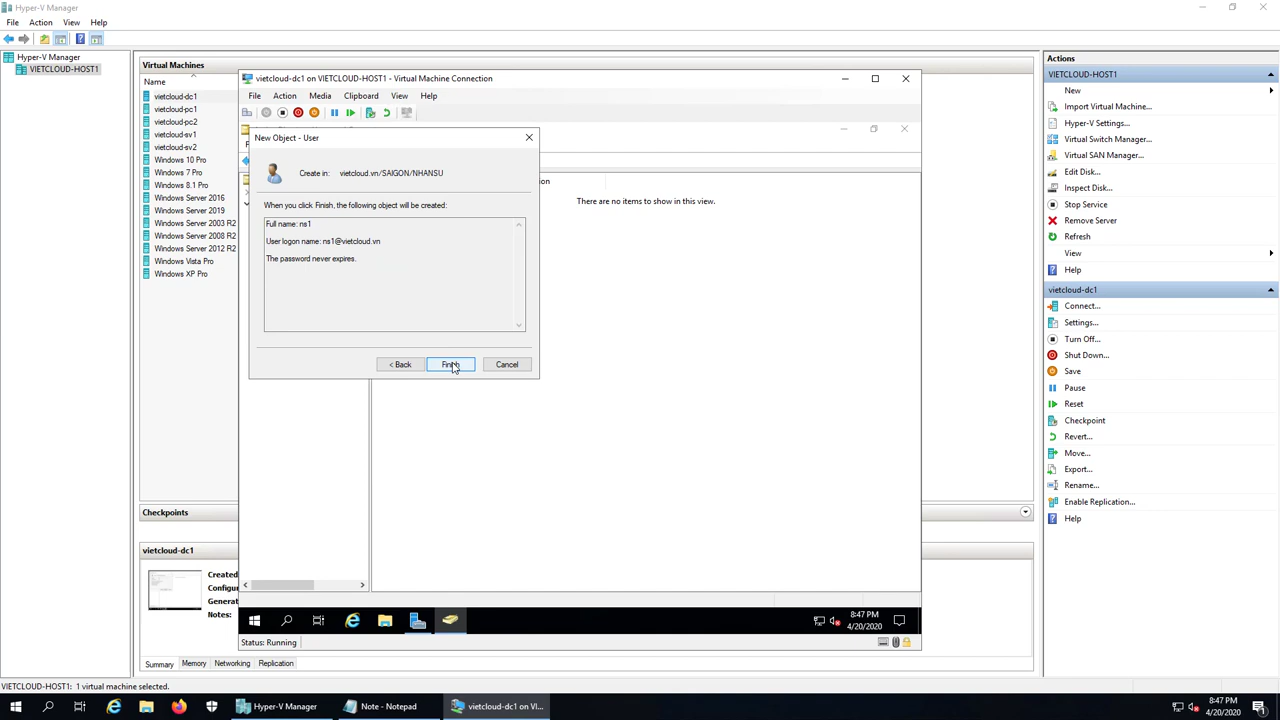 Hyper-V Manager
File Action View Help
Hyper-V Manager
VIETCLOUD-HOST1
Virtual Machines
Name
vietcloud-dc1
vietcloud-pc1
vietcloud-pc2
vietcloud-sv1
vietcloud-sv2
Windows 10 Pro
Windows 7 Pro
Windows 8.1 Pro
Windows Server 2016
Windows Server 2019
Windows Server 2003 R2
Windows Server 2008 R2
Windows Server 2012 R2
Windows Vista Pro
Windows XP Pro
Checkpoints
vietcloud-dc1
Created
Configu
Genera
Notes:
Summary Memory Networking Replication
VIETCLOUD-HOST1: 1 virtual machine selected.
vietcloud-dc1 on VIETCLOUD-HOST1 - Virtual Machine Connection
File Action Media Clipboard View Help
New Object - User
Create in: vietcloud.vn/SAIGON/NHANSU
When you click Finish, the following object will be created:
Full name: ns1
User logon name: ns1@vietcloud.vn
The password never expires.
< Back Finish Cancel
There are no items to show in this view.
8:47 PM
4/20/2020
Status: Running
Actions
VIETCLOUD-HOST1
New
Import Virtual Machine...
Hyper-V Settings...
Virtual Switch Manager...
Virtual SAN Manager...
Edit Disk...
Inspect Disk...
Stop Service
Remove Server
Refresh
View
Help
vietcloud-dc1
Connect...
Settings...
Turn Off...
Shut Down...
Save
Pause
Reset
Checkpoint
Revert...
Move...
Export...
Rename...
Enable Replication...
Help
Hyper-V Manager
Note - Notepad
vietcloud-dc1 on VI...
8:47 PM
4/20/2020